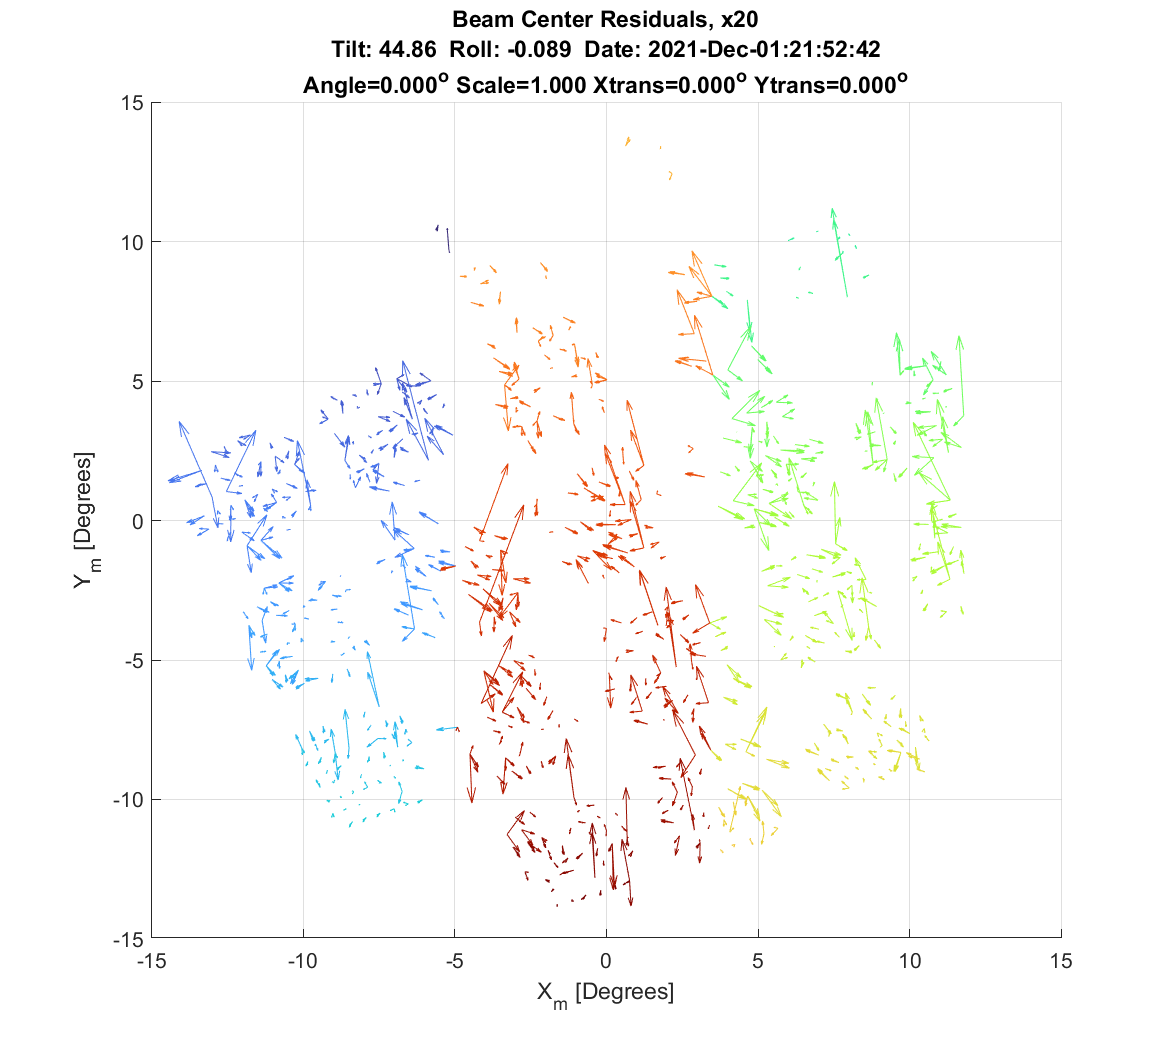 Beam Center Residuals, x20
Tilt: 44.86 Roll: -0.089 Date: 2021-Dec-01:21:52:42
Angle=0.000° Scale=1.000 Xtrans=0.000° Ytrans=0.000°
15
10
5
0
-5
-10
-15
Y_m [Degrees]
-15 -10 -5 0 5 10 15
X_m [Degrees]